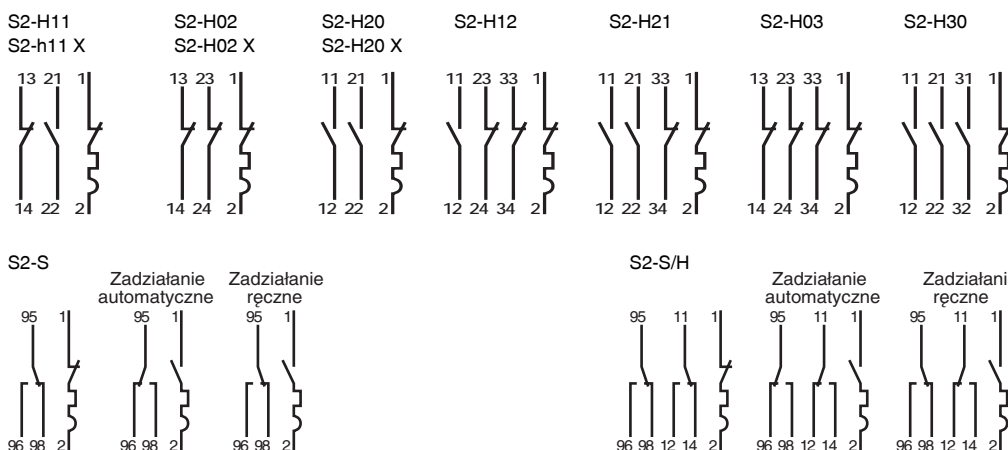 S2-H11 S2-H02 S2-H20 S2-H12 S2-H21 S2-H03 S2-H30
S2-h11 X S2-H02 X S2-H20 X
13 21 1 13 23 1 11 21 1 11 23 33 1 11 21 33 1 13 23 33 1 11 21 31 1
14 22 2 14 24 2 12 22 2 12 24 34 2 12 22 34 2 14 24 34 2 12 22 32 2
S2-S S2-S/H
Zadziałanie Zadziałanie Zadziałanie Zadziałani
automatyczne ręczne automatyczne ręczne
95 1 95 1 95 1 95 11 1 95 11 1 95 11 1
96 98 2 96 98 2 96 98 2 96 98 12 14 2 96 98 12 14 2 96 98 12 14 2